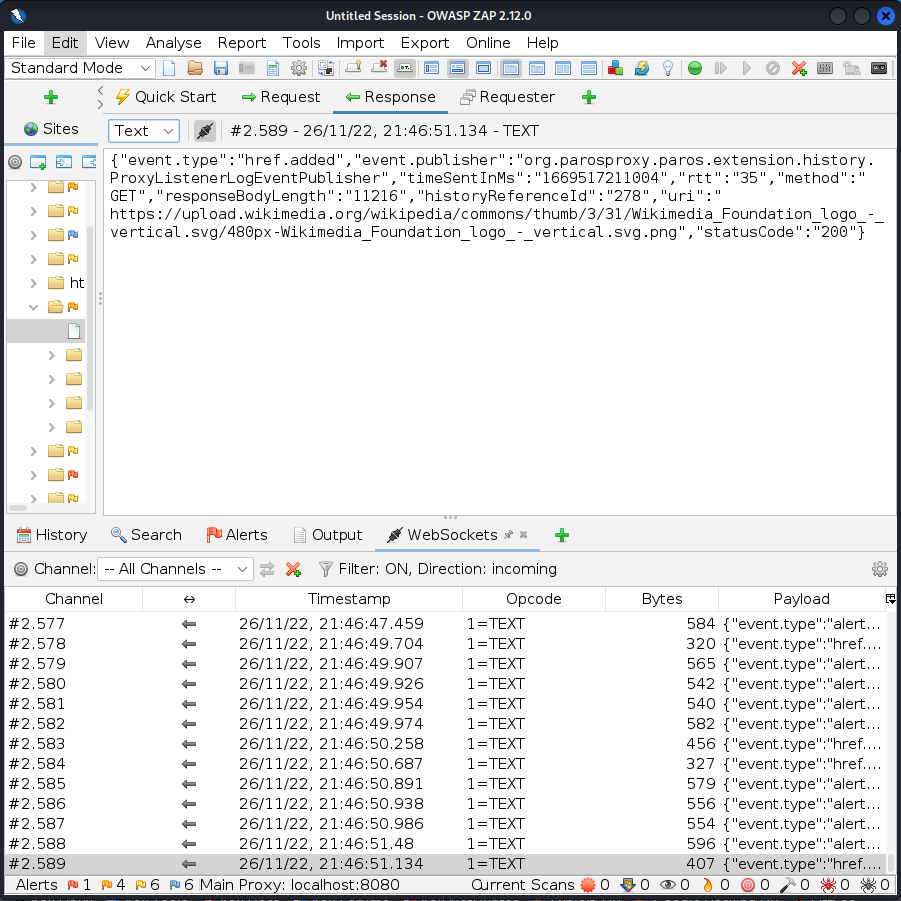 Untitled Session - OWASP ZAP 2.12.0
File Edit View Analyse Report Tools Import Export Online Help
Standard Mode
Quick Start Request Response Requester
Sites
Text #2.589 - 26/11/22, 21:46:51.134 - TEXT
{"event.type":"href.added","event.publisher":"org.parosproxy.paros.extension.history.
ProxyListenerLogEventPublisher","timeSentInMs":"1669517211004","rtt":"35","method":"
GET","responseBodyLength":"11216","historyReferenceId":"278","uri":"
https://upload.wikimedia.org/wikipedia/commons/thumb/3/31/Wikimedia_Foundation_logo_-_
vertical.svg/480px-Wikimedia_Foundation_logo_-_vertical.svg.png","statusCode":"200"}
ht
History Search Alerts Output WebSockets
Channel: -- All Channels -- Filter: ON, Direction: incoming
Channel ↔ Timestamp Opcode Bytes Payload
#2.577 26/11/22, 21:46:47.459 1=TEXT 584 {"event.type":"alert...
#2.578 26/11/22, 21:46:49.704 1=TEXT 320 {"event.type":"href....
#2.579 26/11/22, 21:46:49.907 1=TEXT 565 {"event.type":"alert...
#2.580 26/11/22, 21:46:49.926 1=TEXT 542 {"event.type":"alert...
#2.581 26/11/22, 21:46:49.954 1=TEXT 540 {"event.type":"alert...
#2.582 26/11/22, 21:46:49.974 1=TEXT 582 {"event.type":"alert...
#2.583 26/11/22, 21:46:50.258 1=TEXT 456 {"event.type":"href....
#2.584 26/11/22, 21:46:50.687 1=TEXT 327 {"event.type":"href....
#2.585 26/11/22, 21:46:50.891 1=TEXT 579 {"event.type":"alert...
#2.586 26/11/22, 21:46:50.938 1=TEXT 556 {"event.type":"alert...
#2.587 26/11/22, 21:46:50.986 1=TEXT 554 {"event.type":"alert...
#2.588 26/11/22, 21:46:51.48 1=TEXT 596 {"event.type":"alert...
#2.589 26/11/22, 21:46:51.134 1=TEXT 407 {"event.type":"href....
Alerts 1 4 6 6 Main Proxy: localhost:8080 Current Scans 0 0 0 0 0 0 0 0